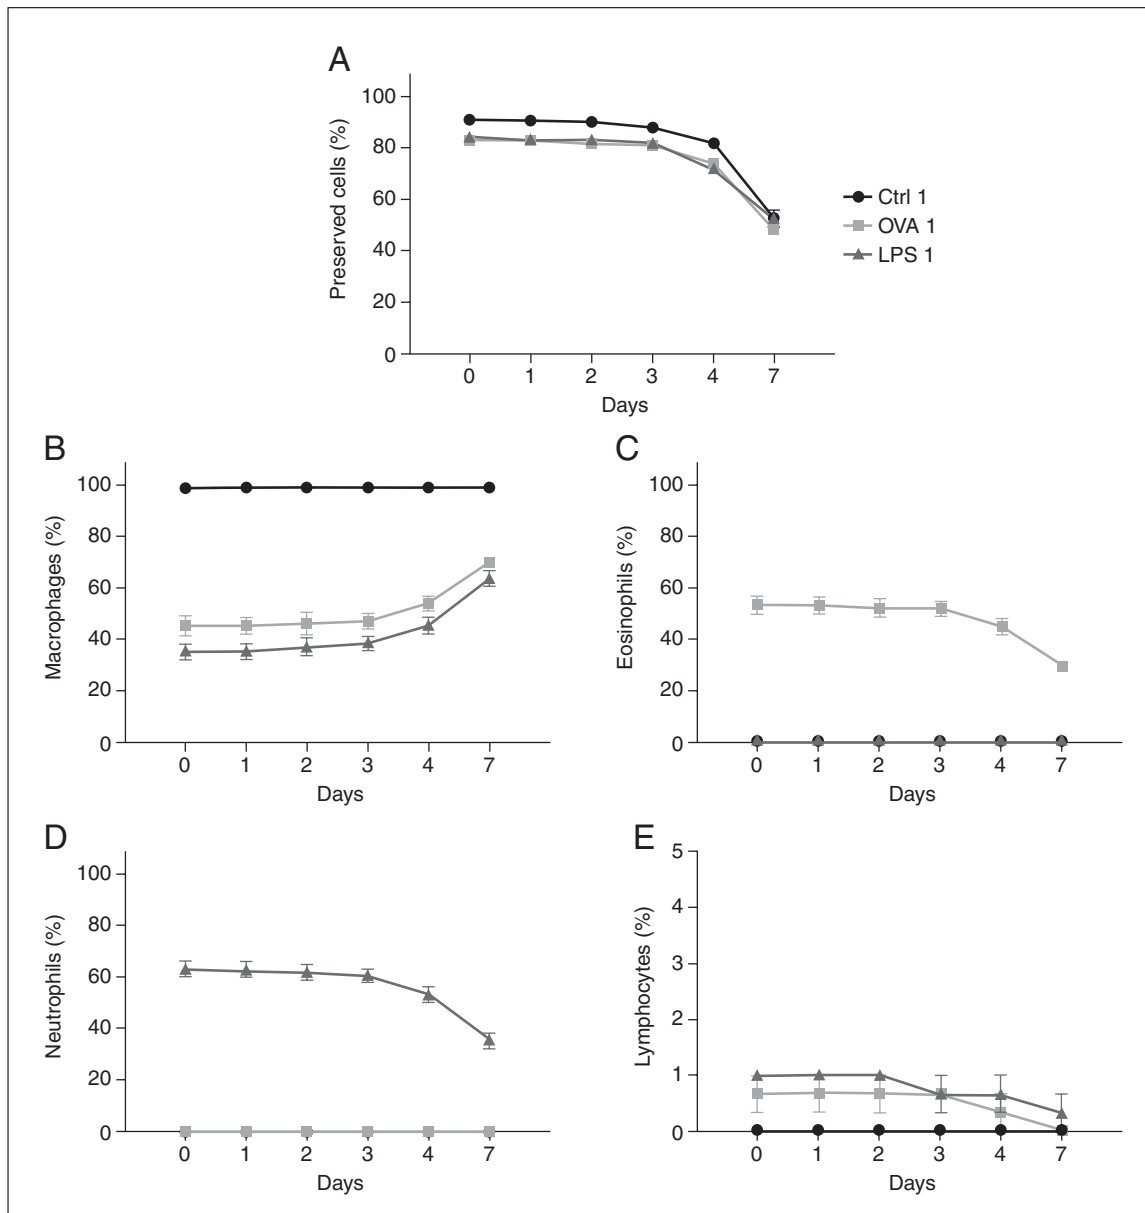 A
Preserved cells (%)
100
80
60
40
20
0
0 1 2 3 4 7
Days
Ctrl 1
OVA 1
LPS 1
B
Macrophages (%)
100
80
60
40
20
0
0 1 2 3 4 7
Days
C
Eosinophils (%)
100
80
60
40
20
0
0 1 2 3 4 7
Days
D
Neutrophils (%)
100
80
60
40
20
0
0 1 2 3 4 7
Days
E
Lymphocytes (%)
5
4
3
2
1
0
0 1 2 3 4 7
Days